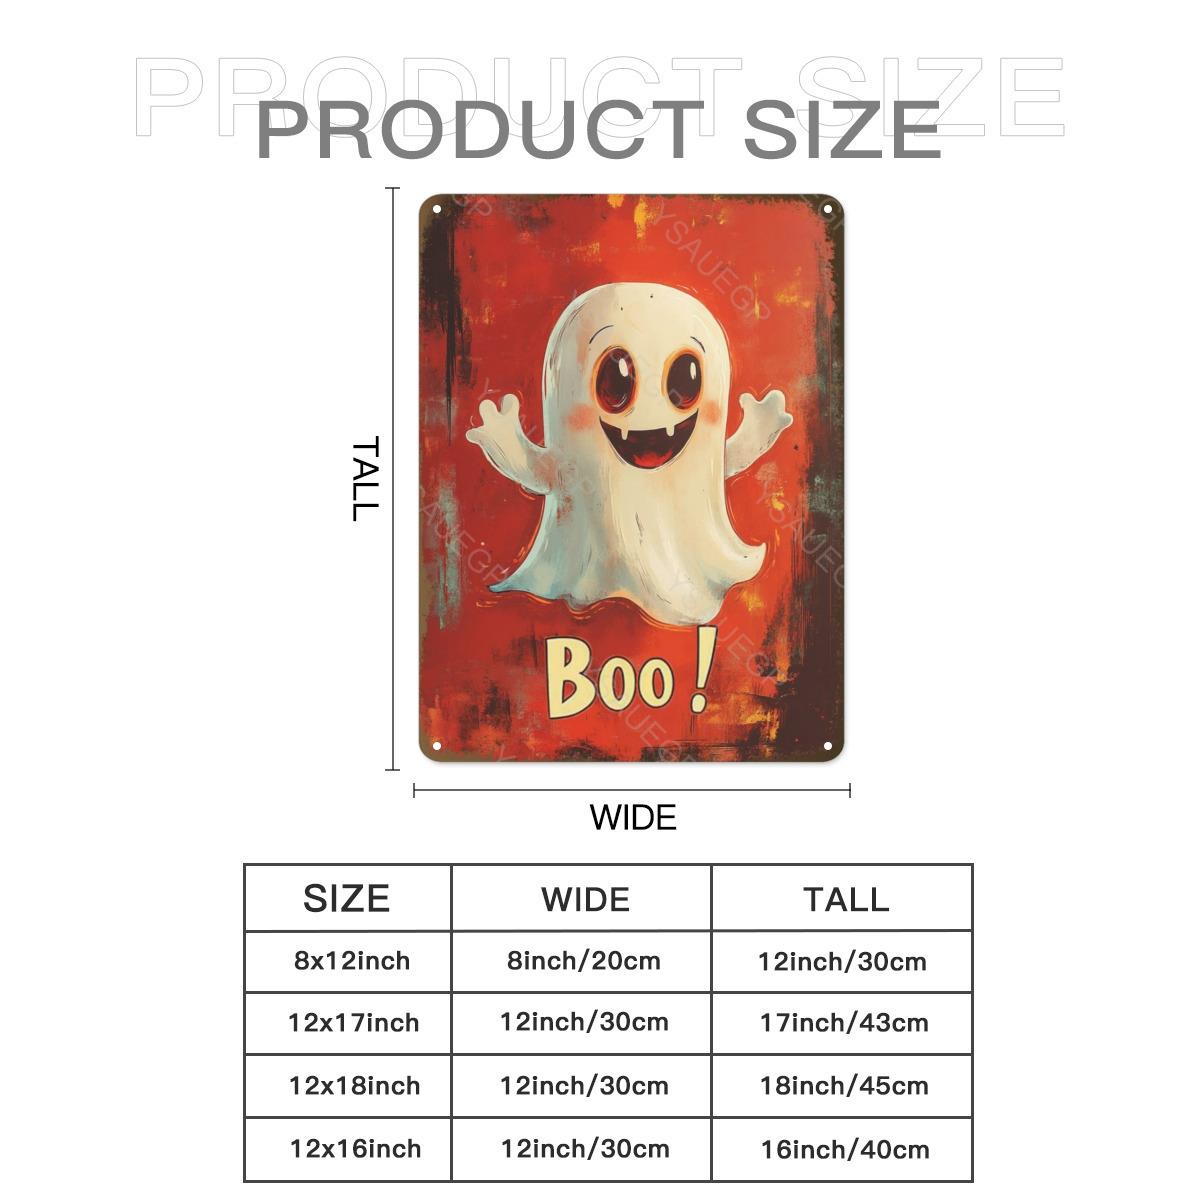 PRODUCT SIZE
PRODUCT SIZE
YSAUEGP
TALL
Boo!
WIDE
SIZE WIDE TALL
8x12inch 8inch/20cm 12inch/30cm
12x17inch 12inch/30cm 17inch/43cm
12x18inch 12inch/30cm 18inch/45cm
12x16inch 12inch/30cm 16inch/40cm